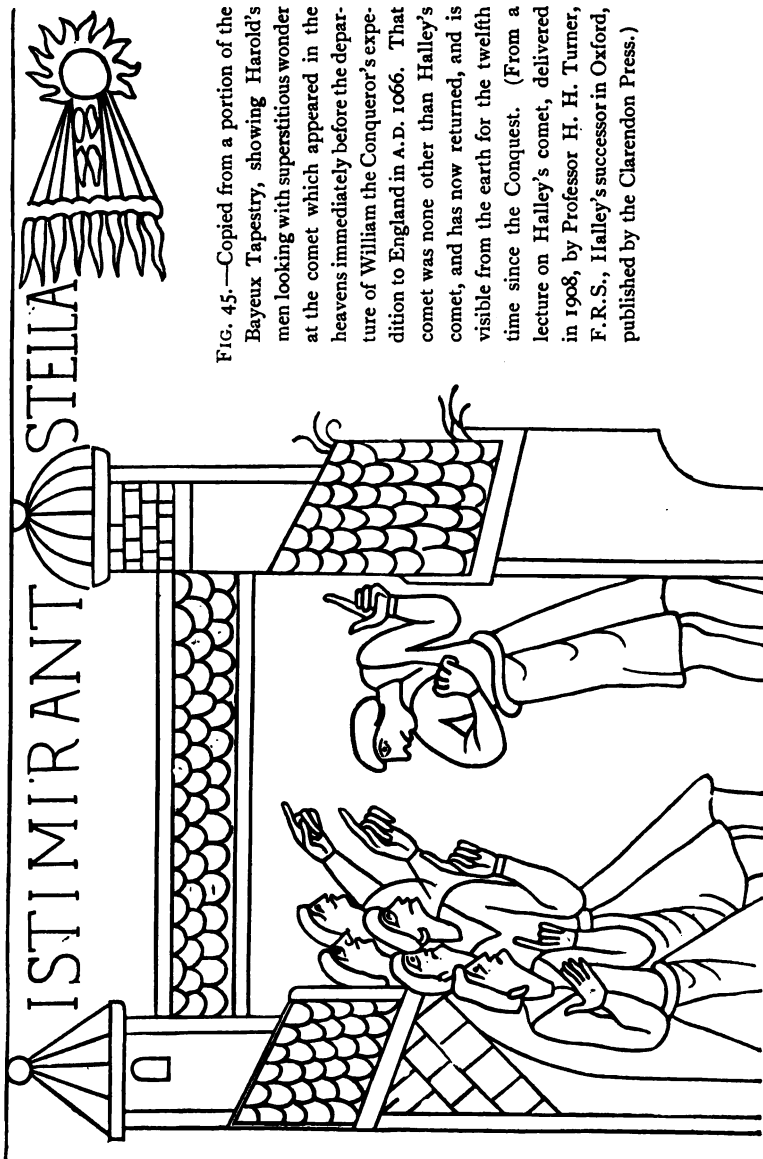 ISTI MIRANT STELLA
FIG. 45.—Copied from a portion of the
Bayeux Tapestry, showing Harold's
men looking with superstitious wonder
at the comet which appeared in the
heavens immediately before the depar-
ture of William the Conqueror's expe-
dition to England in A.D. 1066. That
comet was none other than Halley's
comet, and has now returned, and is
visible from the earth for the twelfth
time since the Conquest. (From a
lecture on Halley's comet, delivered
in 1908, by Professor H. H. Turner,
F.R.S., Halley's successor in Oxford,
published by the Clarendon Press.)